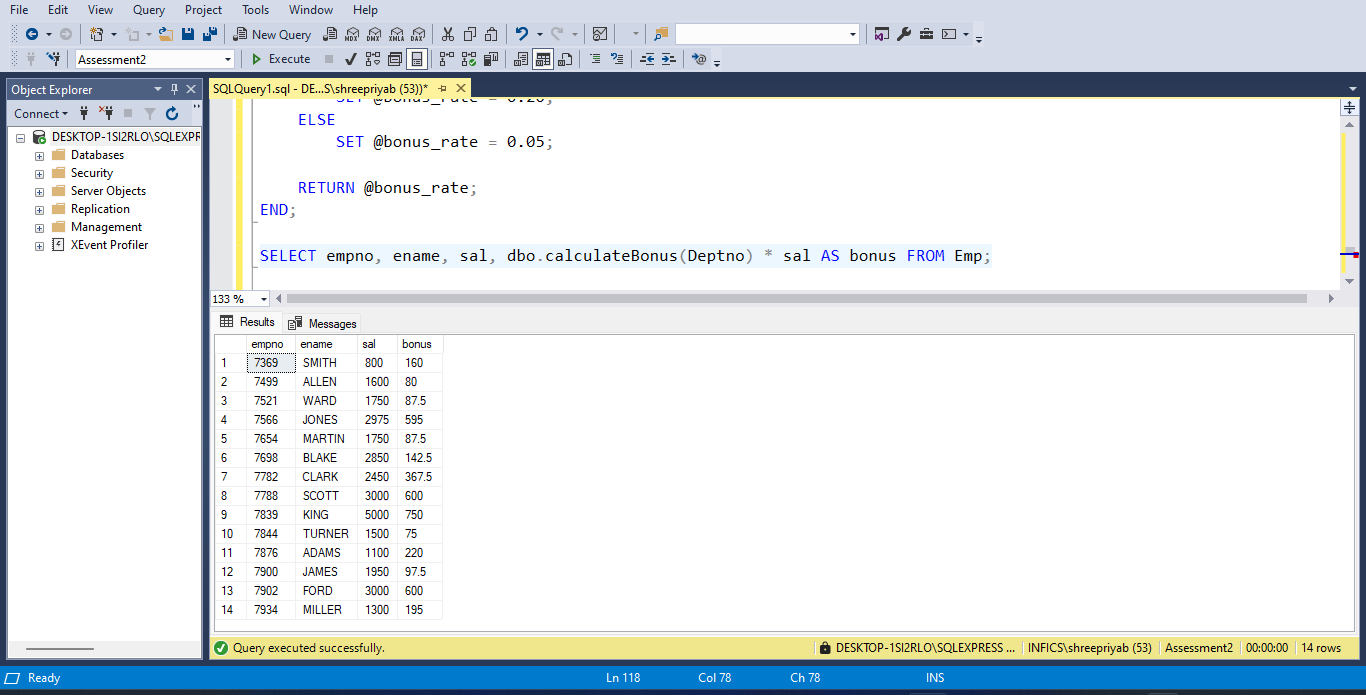 File Edit View Query Project Tools Window Help
New Query MDX DMX XMLA DAX
Assessment2 Execute
Object Explorer
Connect
DESKTOP-1SI2RLO\SQLEXPR
Databases
Security
Server Objects
Replication
Management
XEvent Profiler
SQLQuery1.sql - DE...S\shreepriyab (53))*
SET @bonus_rate = 0.20;
ELSE
SET @bonus_rate = 0.05;
RETURN @bonus_rate;
END;
SELECT empno, ename, sal, dbo.calculateBonus(Deptno) * sal AS bonus FROM Emp;
133 %
Results Messages
empno ename sal bonus
1 7369 SMITH 800 160
2 7499 ALLEN 1600 80
3 7521 WARD 1750 87.5
4 7566 JONES 2975 595
5 7654 MARTIN 1750 87.5
6 7698 BLAKE 2850 142.5
7 7782 CLARK 2450 367.5
8 7788 SCOTT 3000 600
9 7839 KING 5000 750
10 7844 TURNER 1500 75
11 7876 ADAMS 1100 220
12 7900 JAMES 1950 97.5
13 7902 FORD 3000 600
14 7934 MILLER 1300 195
Query executed successfully. DESKTOP-1SI2RLO\SQLEXPRESS ... INFICS\shreepriyab (53) Assessment2 00:00:00 14 rows
Ready Ln 118 Col 78 Ch 78 INS